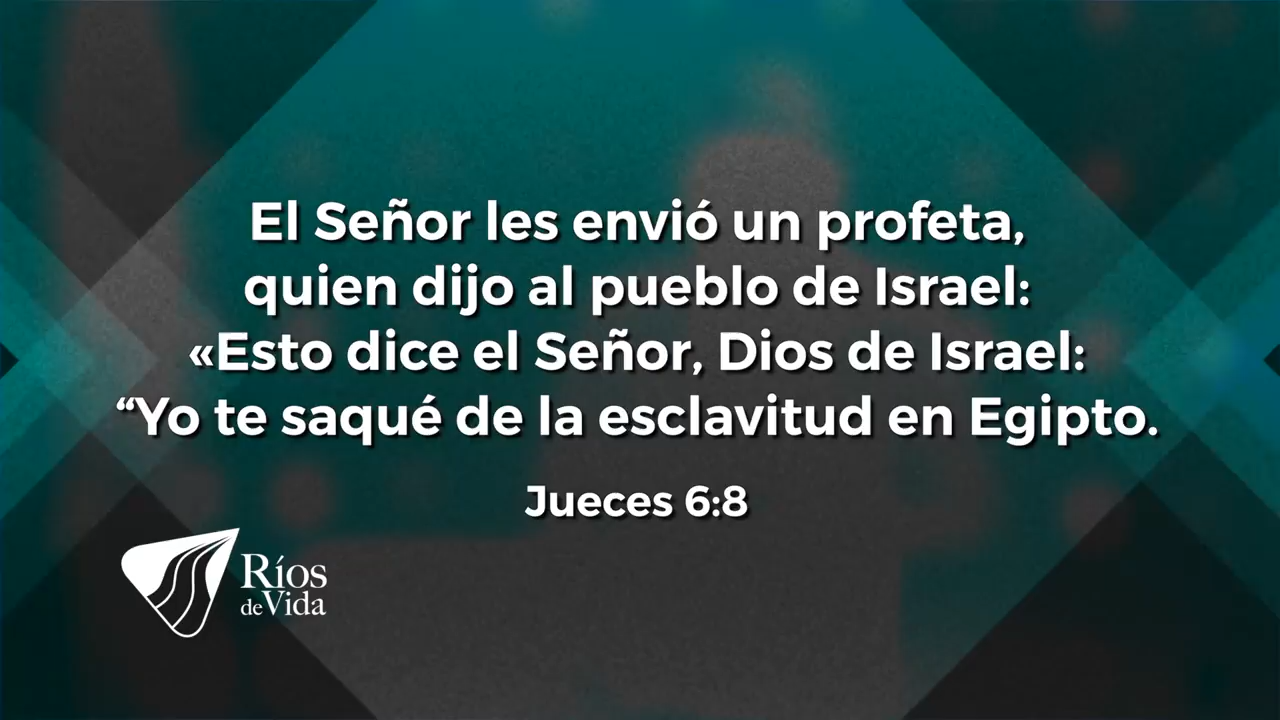 El Señor les envió un profeta,
quien dijo al pueblo de Israel:
«Esto dice el Señor, Dios de Israel:
“Yo te saqué de la esclavitud en Egipto.
Jueces 6:8
Ríos
de Vida